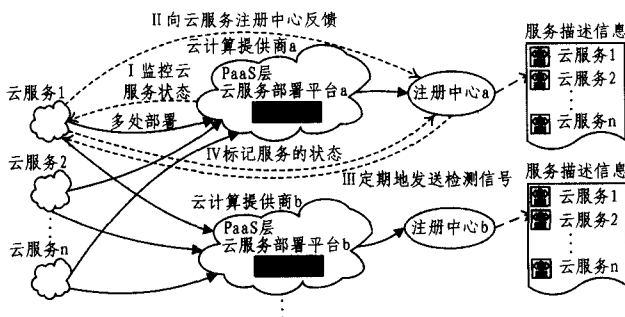 II 向云服务注册中心反馈
服务描述信息
云服务1
云服务2
⋮
云服务n
云计算提供商a
PaaS层
云服务部署平台a
I 监控云
服务状态
云服务1
多处部署
注册中心a
IV标记服务的状态
云服务2
III定期地发送检测信号
服务描述信息
云服务1
云服务2
⋮
云服务n
云计算提供商b
PaaS层
云服务部署平台b
注册中心b
云服务n